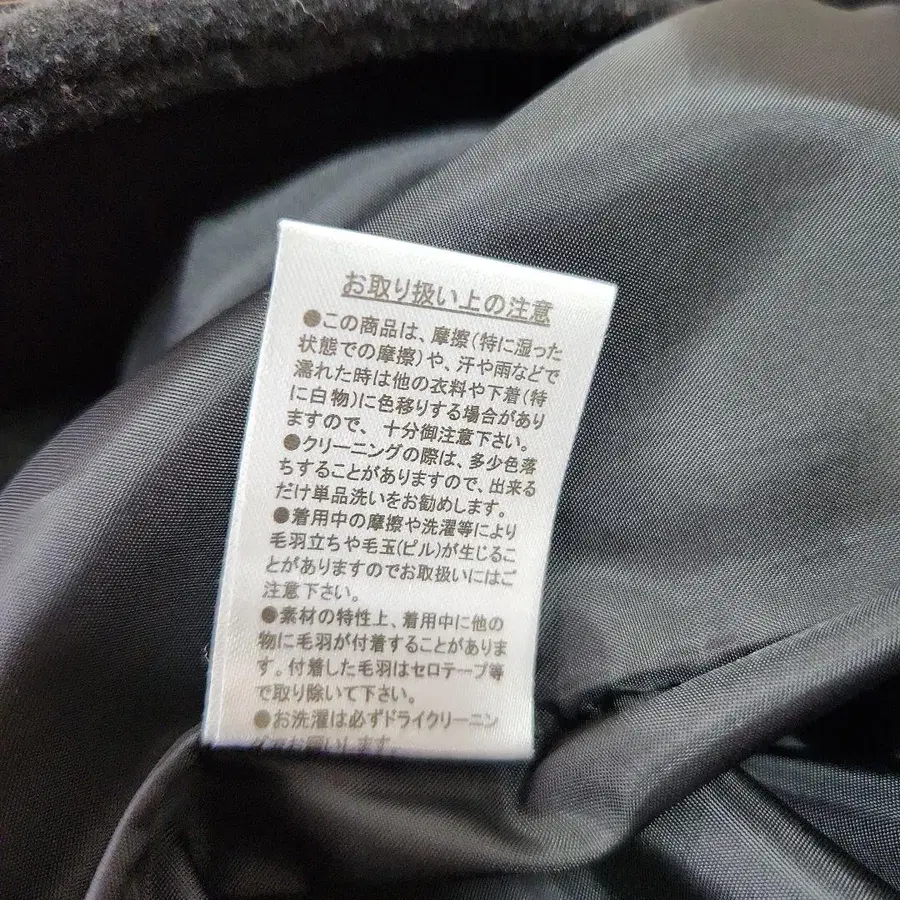 お取り扱い上の注意
●この商品は、摩擦(特に湿った
状態での摩擦)や、汗や雨などで
濡れた時は他の衣料や下着(特
に白物)に色移りする場合があり
ますので、十分御注意下さい。
●クリーニングの際は、多少色落
ちすることがありますので、出来る
だけ単品洗いをお勧めします。
●着用中の摩擦や洗濯等により
毛羽立ちや毛玉(ピル)が生じるこ
とがありますのでお取扱いにはご
注意下さい。
●素材の特性上、着用中に他の
物に毛羽が付着することがありま
す。付着した毛羽はセロテープ等
で取り除いて下さい。
●お洗濯は必ずドライクリーニン
グでお願いします。